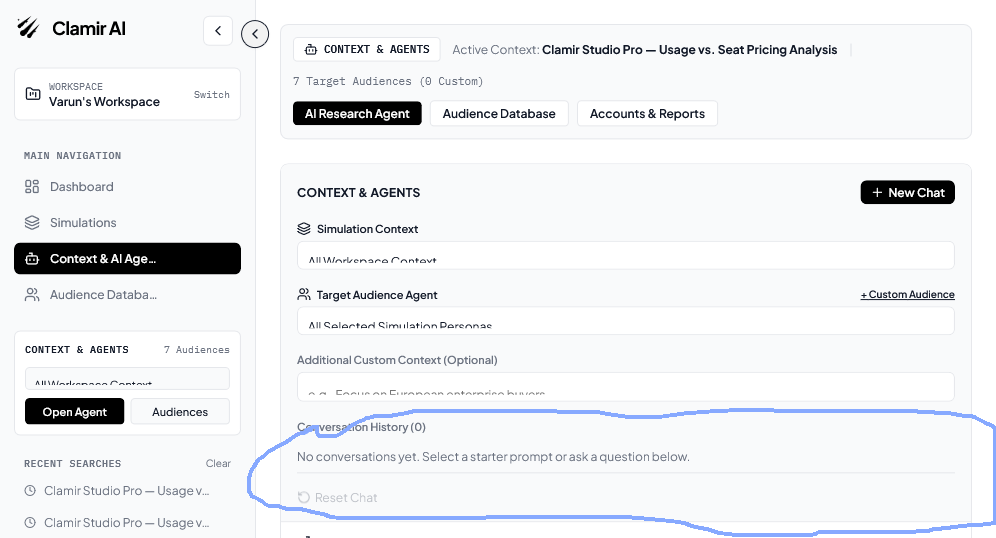 Clamir AI
WORKSPACE
Varun's Workspace
Switch
MAIN NAVIGATION
Dashboard
Simulations
Context & AI Age...
Audience Databa...
CONTEXT & AGENTS 7 Audiences
All Workspace Context
Open Agent Audiences
RECENT SEARCHES Clear
Clamir Studio Pro — Usage v...
Clamir Studio Pro — Usage v...
CONTEXT & AGENTS Active Context: Clamir Studio Pro — Usage vs. Seat Pricing Analysis
7 Target Audiences (0 Custom)
AI Research Agent Audience Database Accounts & Reports
CONTEXT & AGENTS + New Chat
Simulation Context
All Workspace Context
Target Audience Agent + Custom Audience
All Selected Simulation Personas
Additional Custom Context (Optional)
e.g., Focus on European enterprise buyers
Conversation History (0)
No conversations yet. Select a starter prompt or ask a question below.
Reset Chat